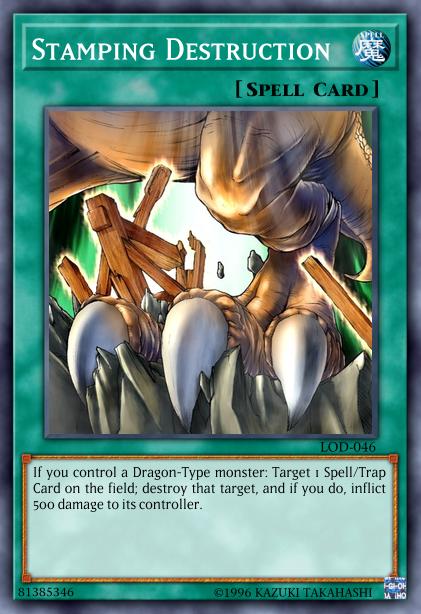 STAMPING DESTRUCTION
SPELL
魔
[SPELL CARD]
LOD-046
If you control a Dragon-Type monster: Target 1 Spell/Trap
Card on the field; destroy that target, and if you do, inflict
500 damage to its controller.
81385346
©1996 KAZUKI TAKAHASHI